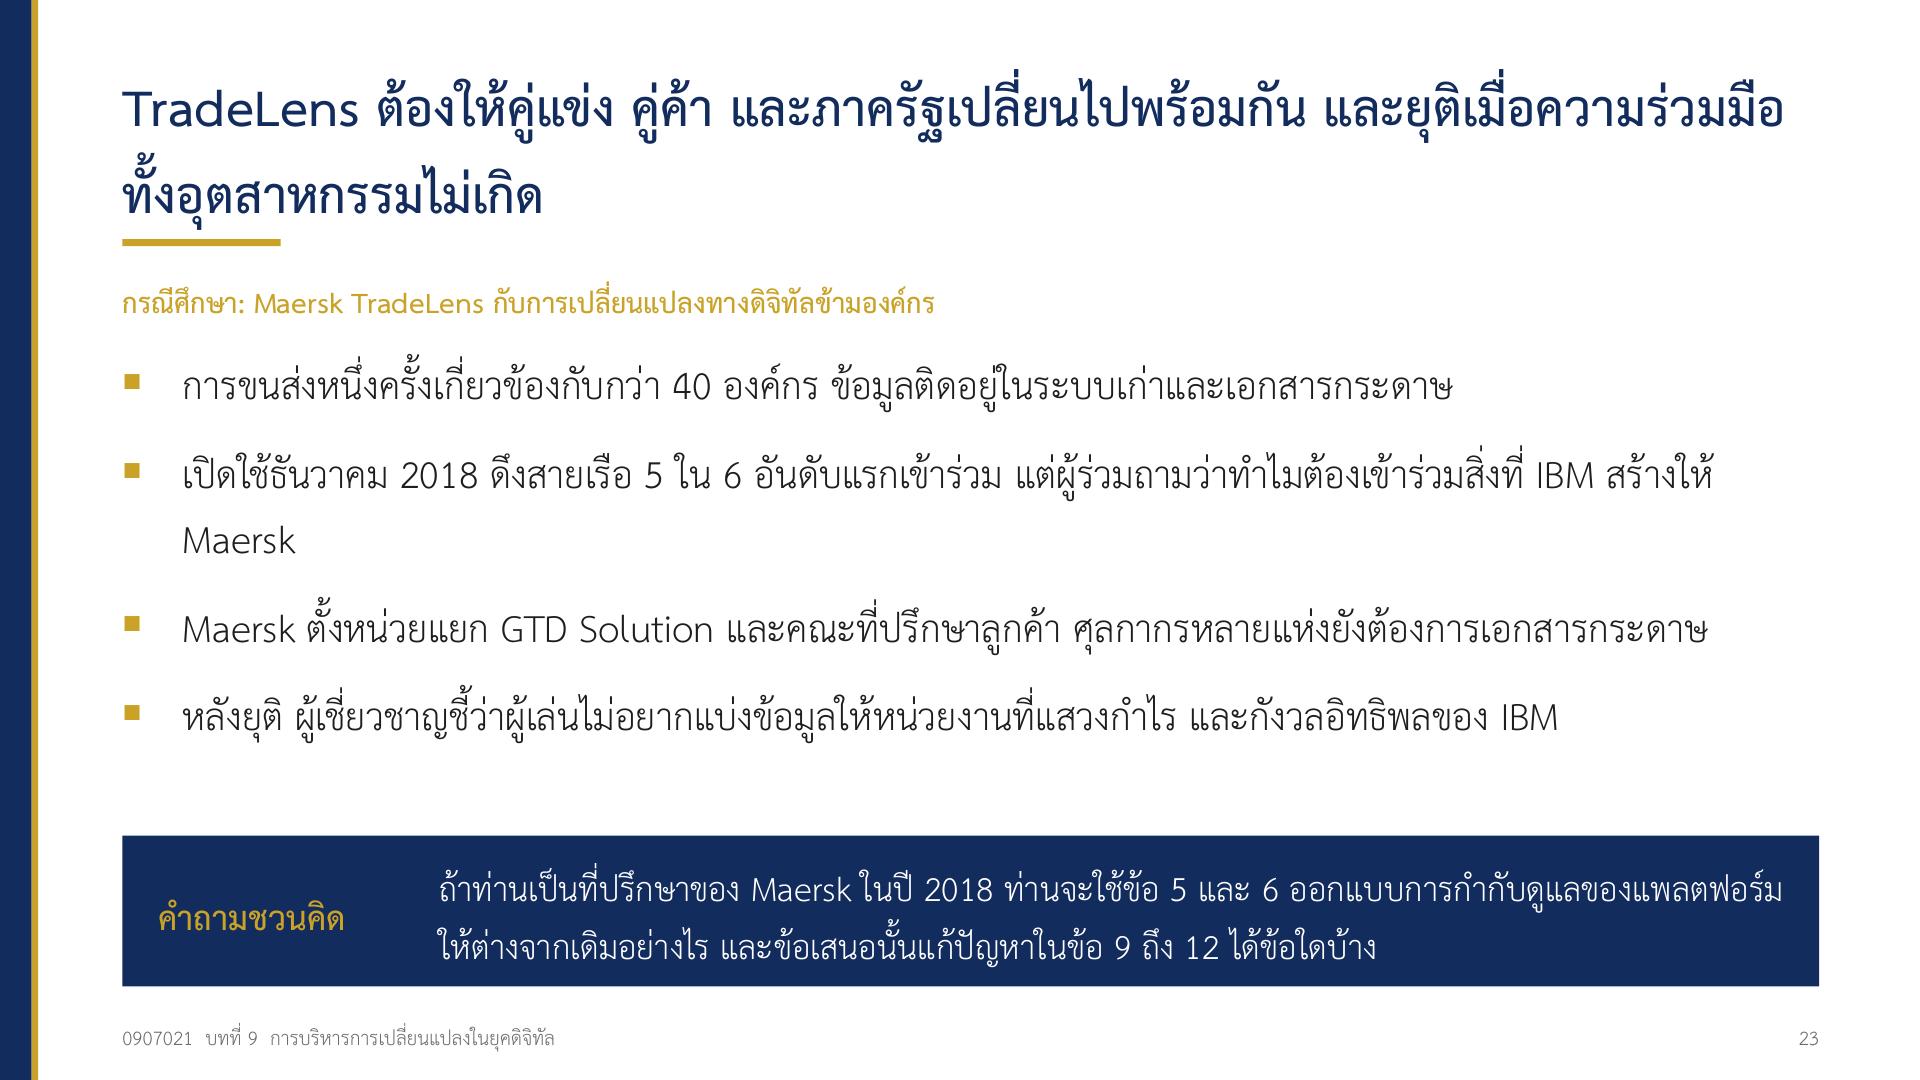 TradeLens ต้องให้คู่แข่ง คู่ค้า และภาครัฐเปลี่ยนไปพร้อมกัน และยุติเมื่อความร่วมมือ
ทั้งอุตสาหกรรมไม่เกิด
กรณีศึกษา: Maersk TradeLens กับการเปลี่ยนแปลงทางดิจิทัลข้ามองค์กร
▪ การขนส่งหนึ่งครั้งเกี่ยวข้องกับกว่า 40 องค์กร ข้อมูลติดอยู่ในระบบเก่าและเอกสารกระดาษ
▪ เปิดใช้ธันวาคม 2018 ดึงสายเรือ 5 ใน 6 อันดับแรกเข้าร่วม แต่ผู้ร่วมถามว่าทำไมต้องเข้าร่วมสิ่งที่ IBM สร้างให้
Maersk
▪ Maersk ตั้งหน่วยแยก GTD Solution และคณะที่ปรึกษาลูกค้า ศุลกากรหลายแห่งยังต้องการเอกสารกระดาษ
▪ หลังยุติ ผู้เชี่ยวชาญชี้ว่าผู้เล่นไม่อยากแบ่งข้อมูลให้หน่วยงานที่แสวงกำไร และกังวลอิทธิพลของ IBM
คำถามชวนคิด
ถ้าท่านเป็นที่ปรึกษาของ Maersk ในปี 2018 ท่านจะใช้ข้อ 5 และ 6 ออกแบบการกำกับดูแลของแพลตฟอร์ม
ให้ต่างจากเดิมอย่างไร และข้อเสนอนั้นแก้ปัญหาในข้อ 9 ถึง 12 ได้ข้อใดบ้าง
0907021 บทที่ 9 การบริหารการเปลี่ยนแปลงในยุคดิจิทัล
23